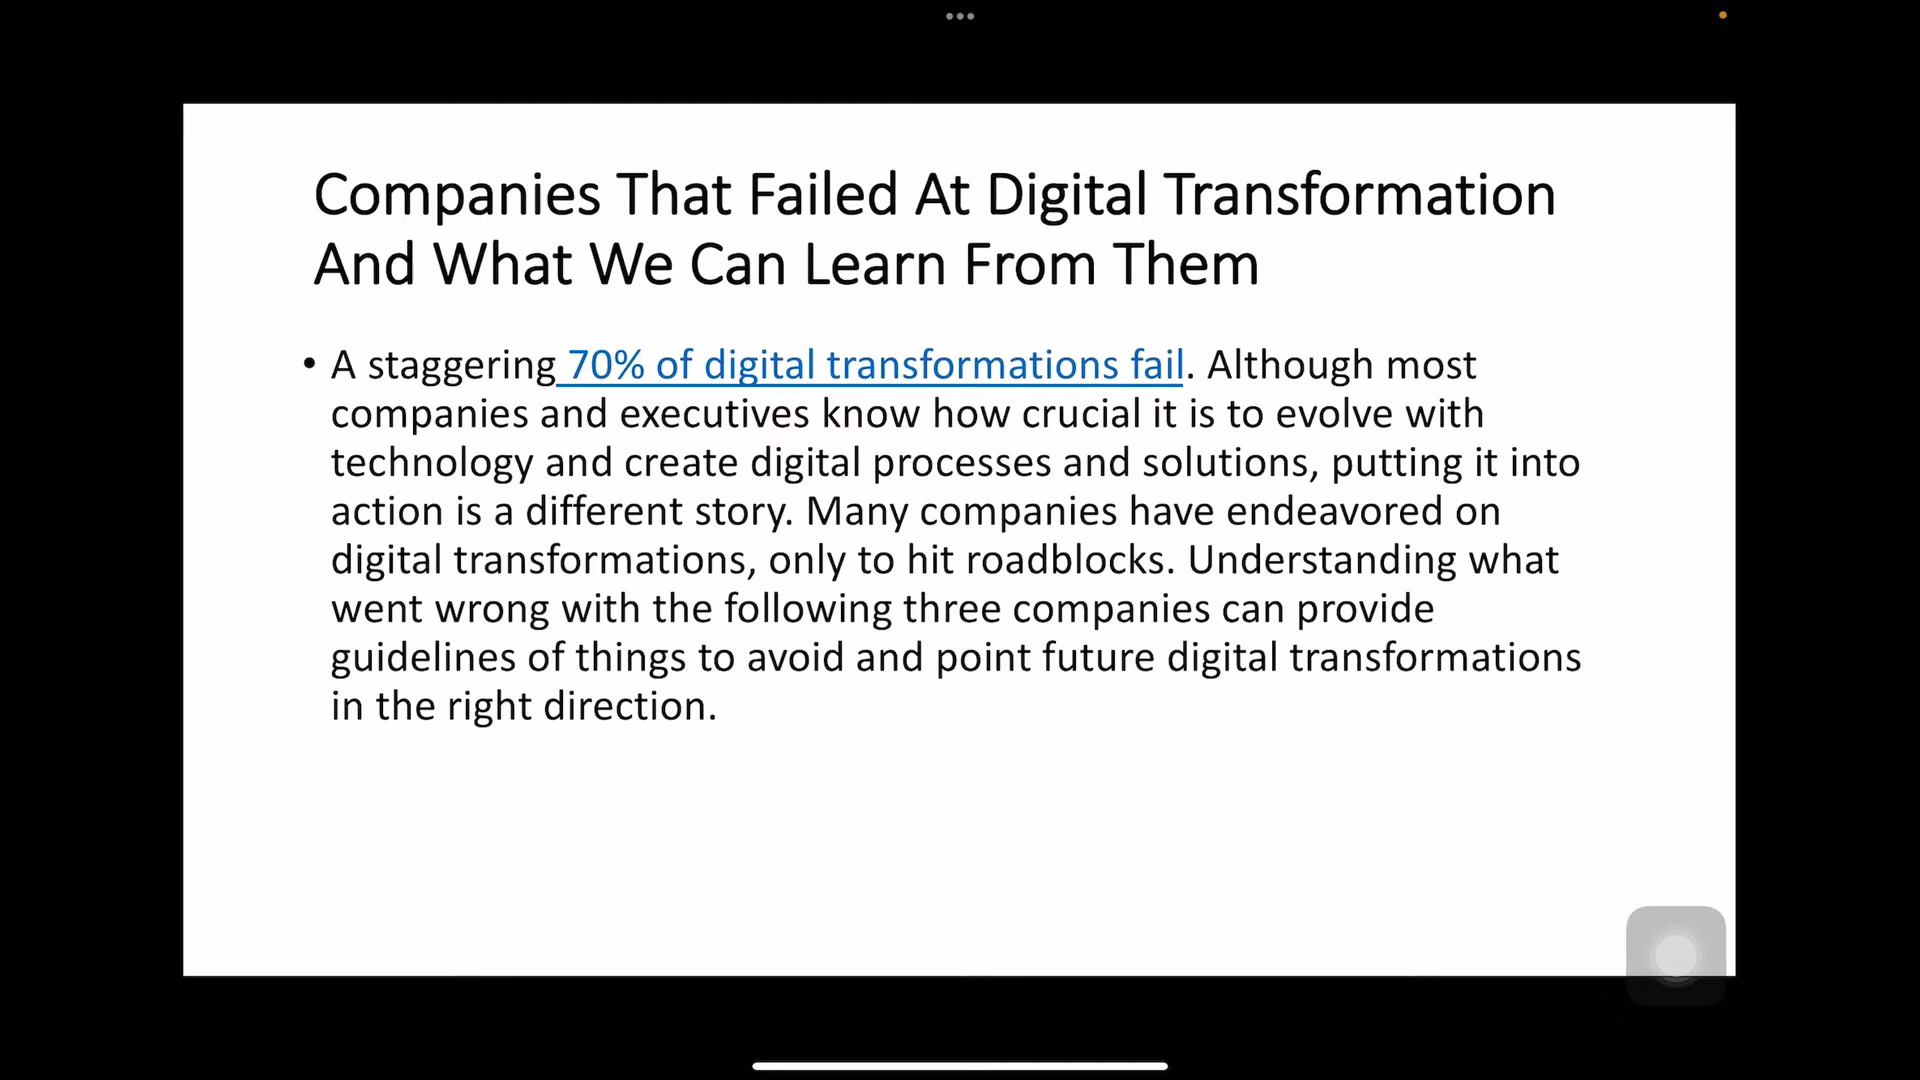 Companies That Failed At Digital Transformation
And What We Can Learn From Them
• A staggering 70% of digital transformations fail. Although most
companies and executives know how crucial it is to evolve with
technology and create digital processes and solutions, putting it into
action is a different story. Many companies have endeavored on
digital transformations, only to hit roadblocks. Understanding what
went wrong with the following three companies can provide
guidelines of things to avoid and point future digital transformations
in the right direction.